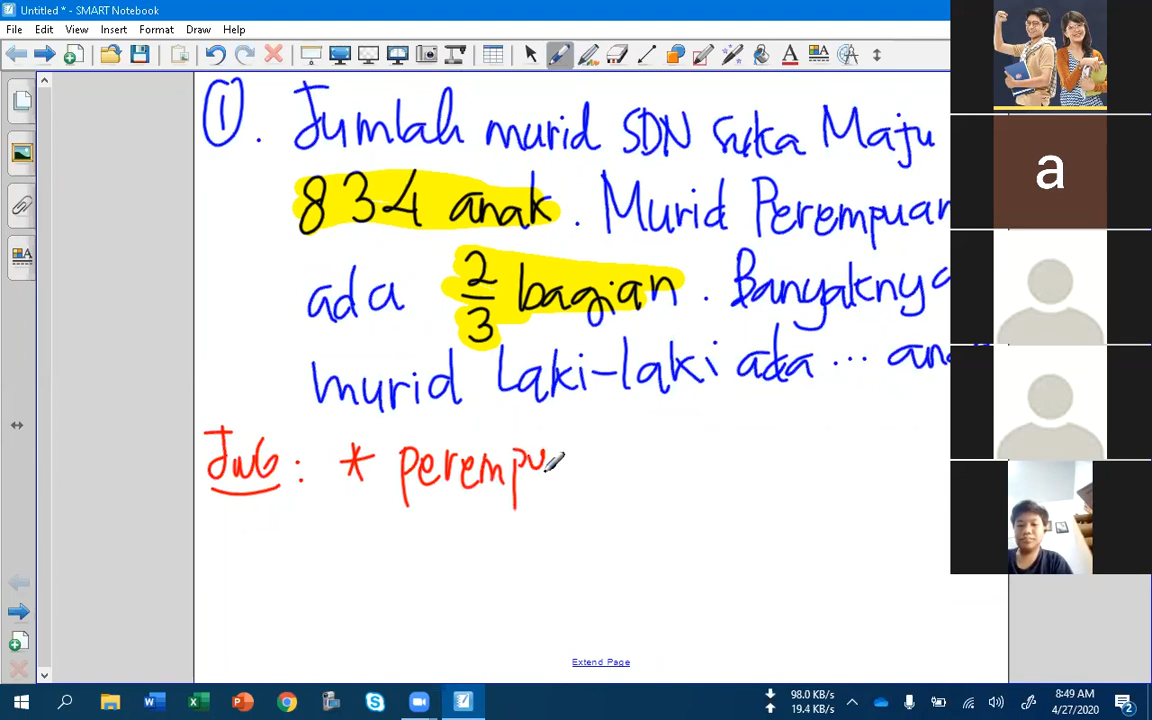 Untitled * - SMART Notebook
File Edit View Insert Format Draw Help
①. Jumlah murid SDN Suka Maju
834 anak. Murid Perempuan
ada 2/3 bagian. Banyaknya
murid Laki-laki ada ... an
Jwb: * perempu
a
Extend Page
98.0 KB/s
19.4 KB/s
8:49 AM
4/27/2020
2